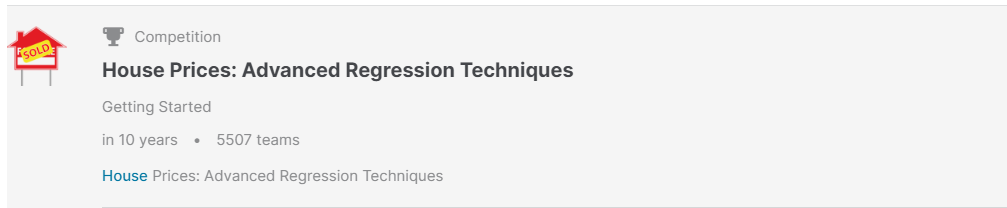 SOLD
Competition
House Prices: Advanced Regression Techniques
Getting Started
in 10 years • 5507 teams
House Prices: Advanced Regression Techniques